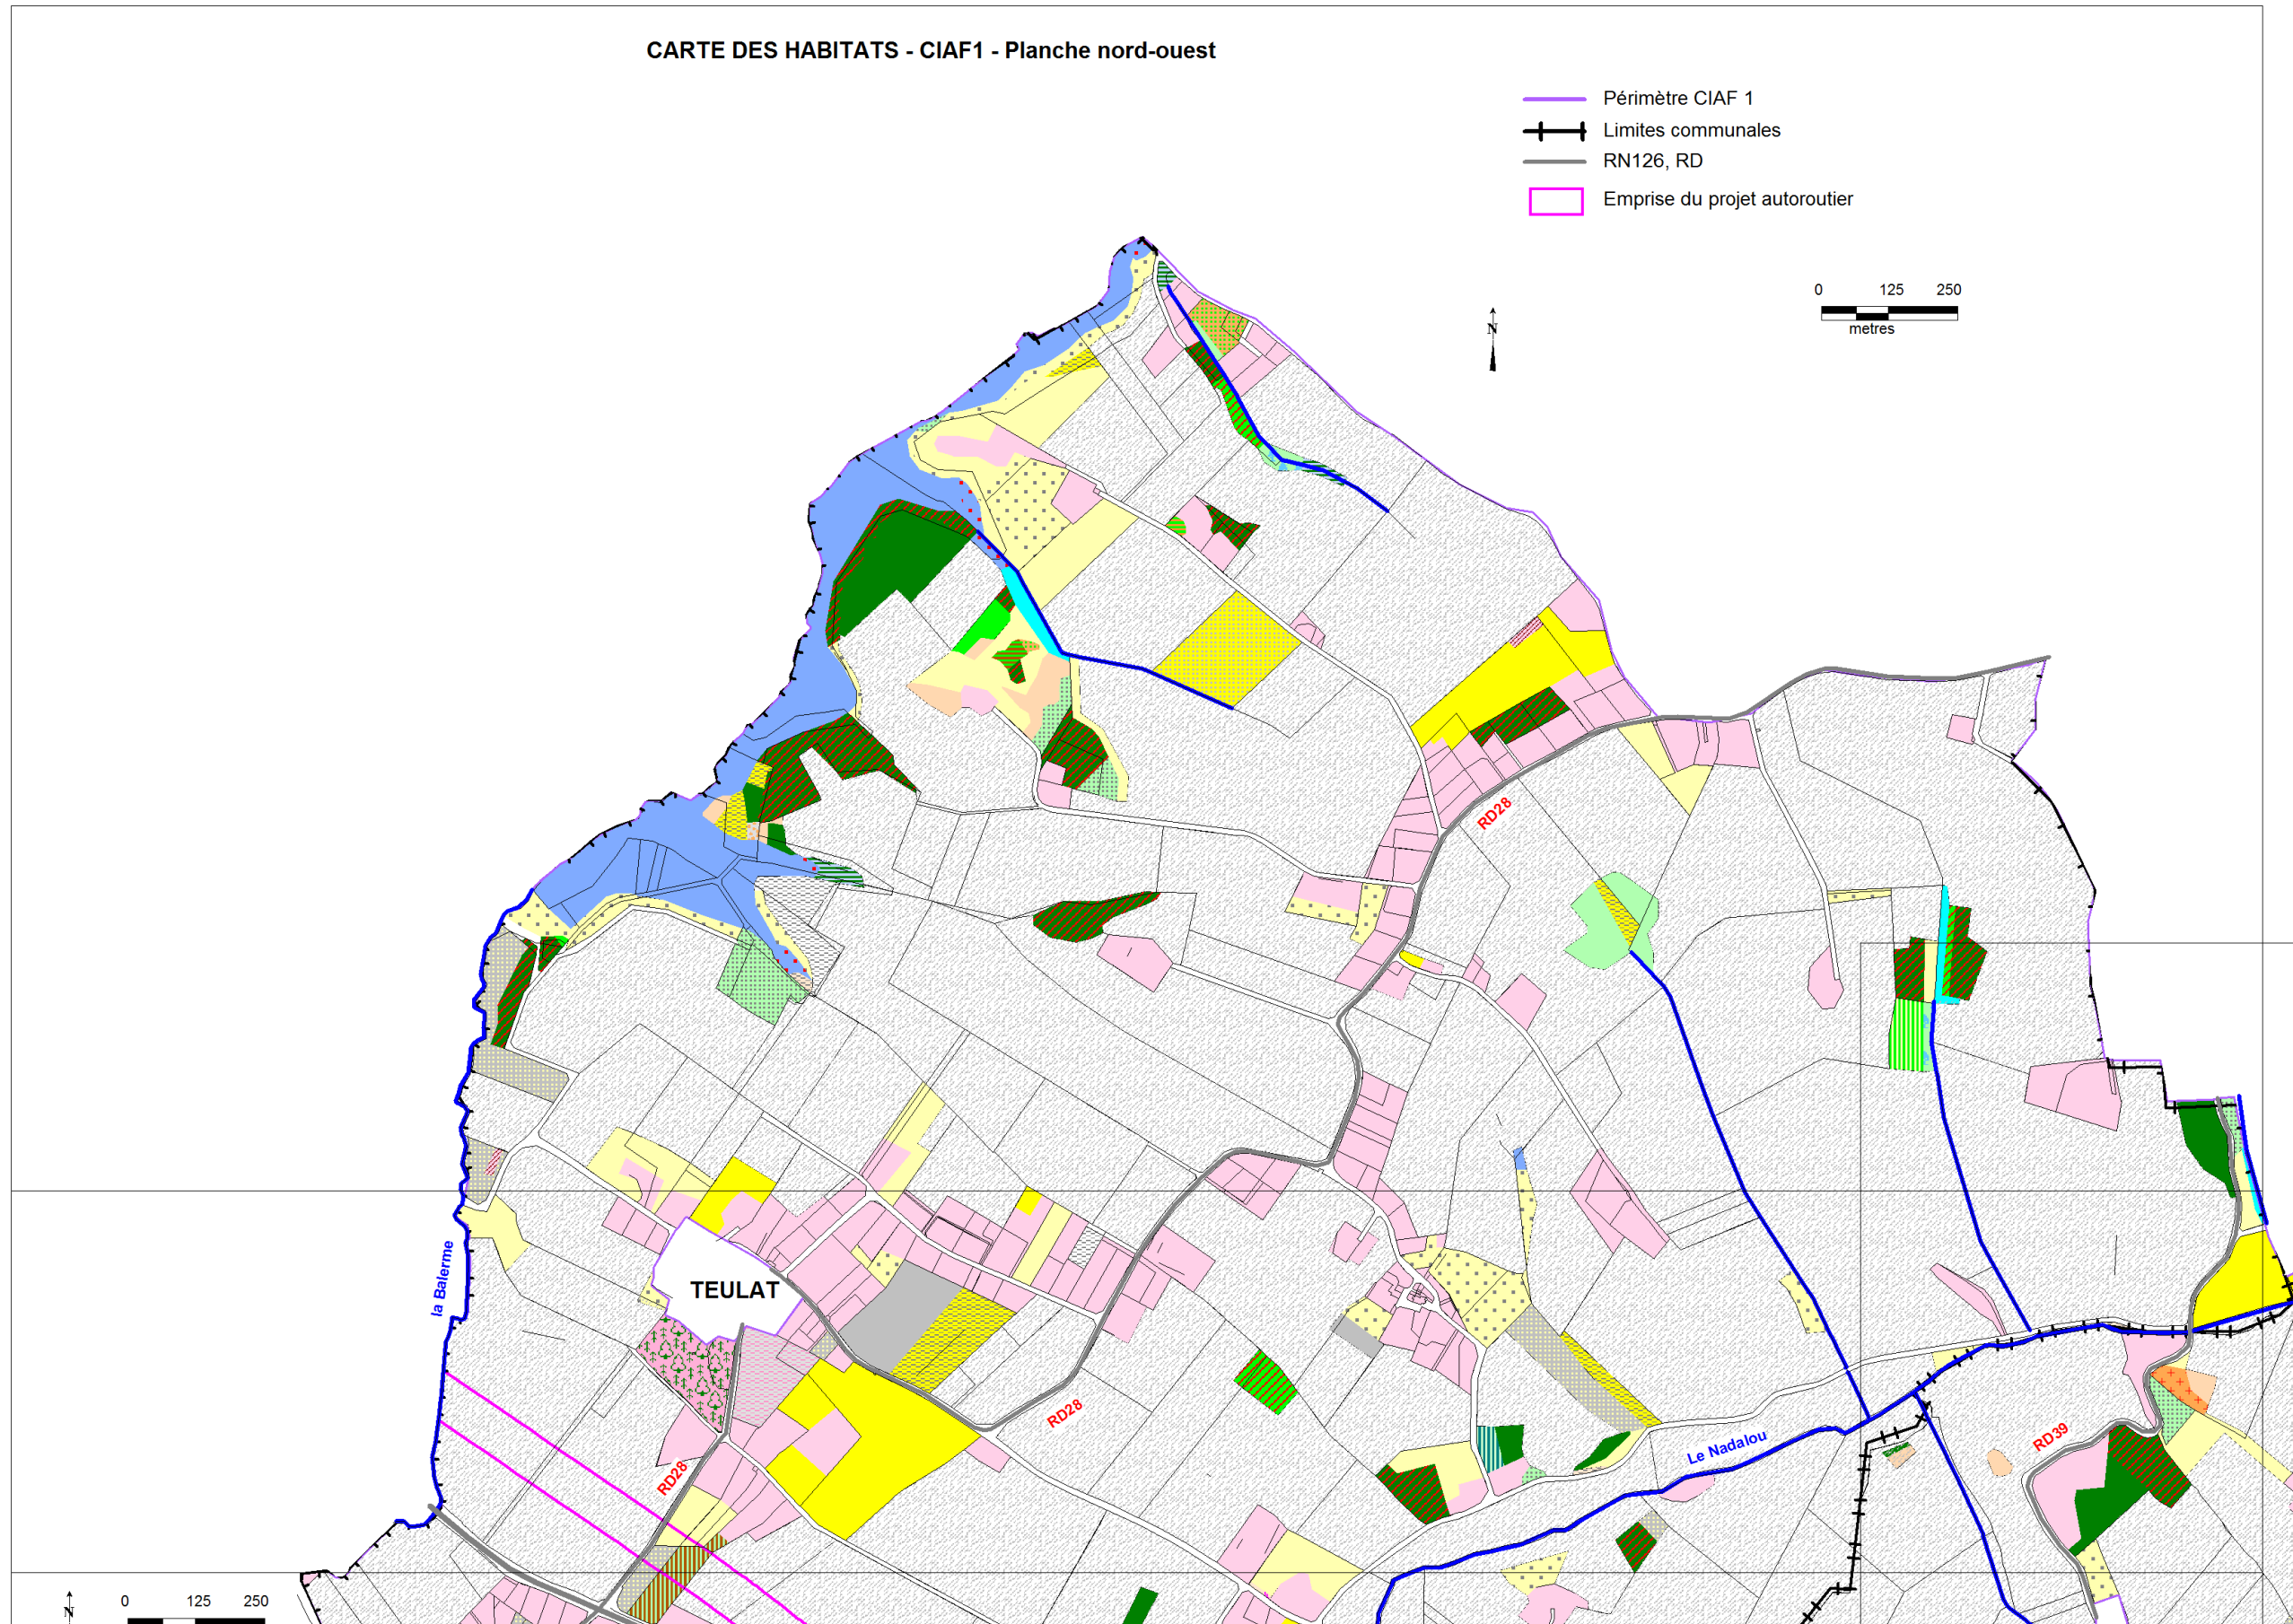 CARTE DES HABITATS - CIAF1 - Planche nord-ouest
Périmètre CIAF 1
Limites communales
RN126, RD
Emprise du projet autoroutier
0 125 250
metres
N
RD28
la Balerme
TEULAT
RD28
RD28
Le Nadalou
RD39
N
0 125 250